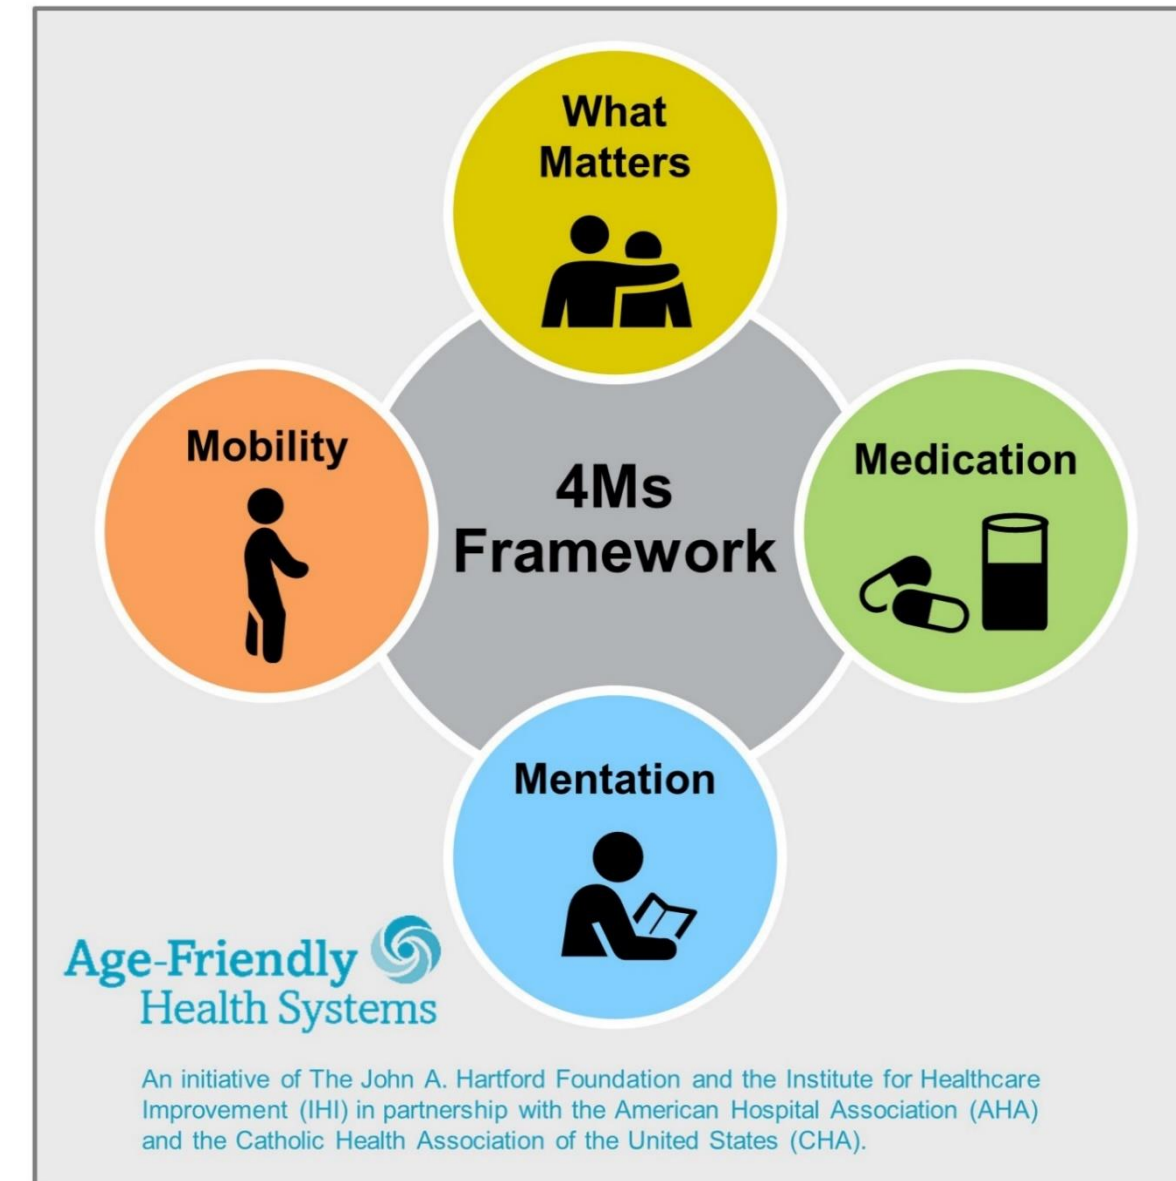 What
Matters
Mobility
4Ms
Framework
Medication
Mentation
Age-Friendly
Health Systems
An initiative of The John A. Hartford Foundation and the Institute for Healthcare
Improvement (IHI) in partnership with the American Hospital Association (AHA)
and the Catholic Health Association of the United States (CHA).